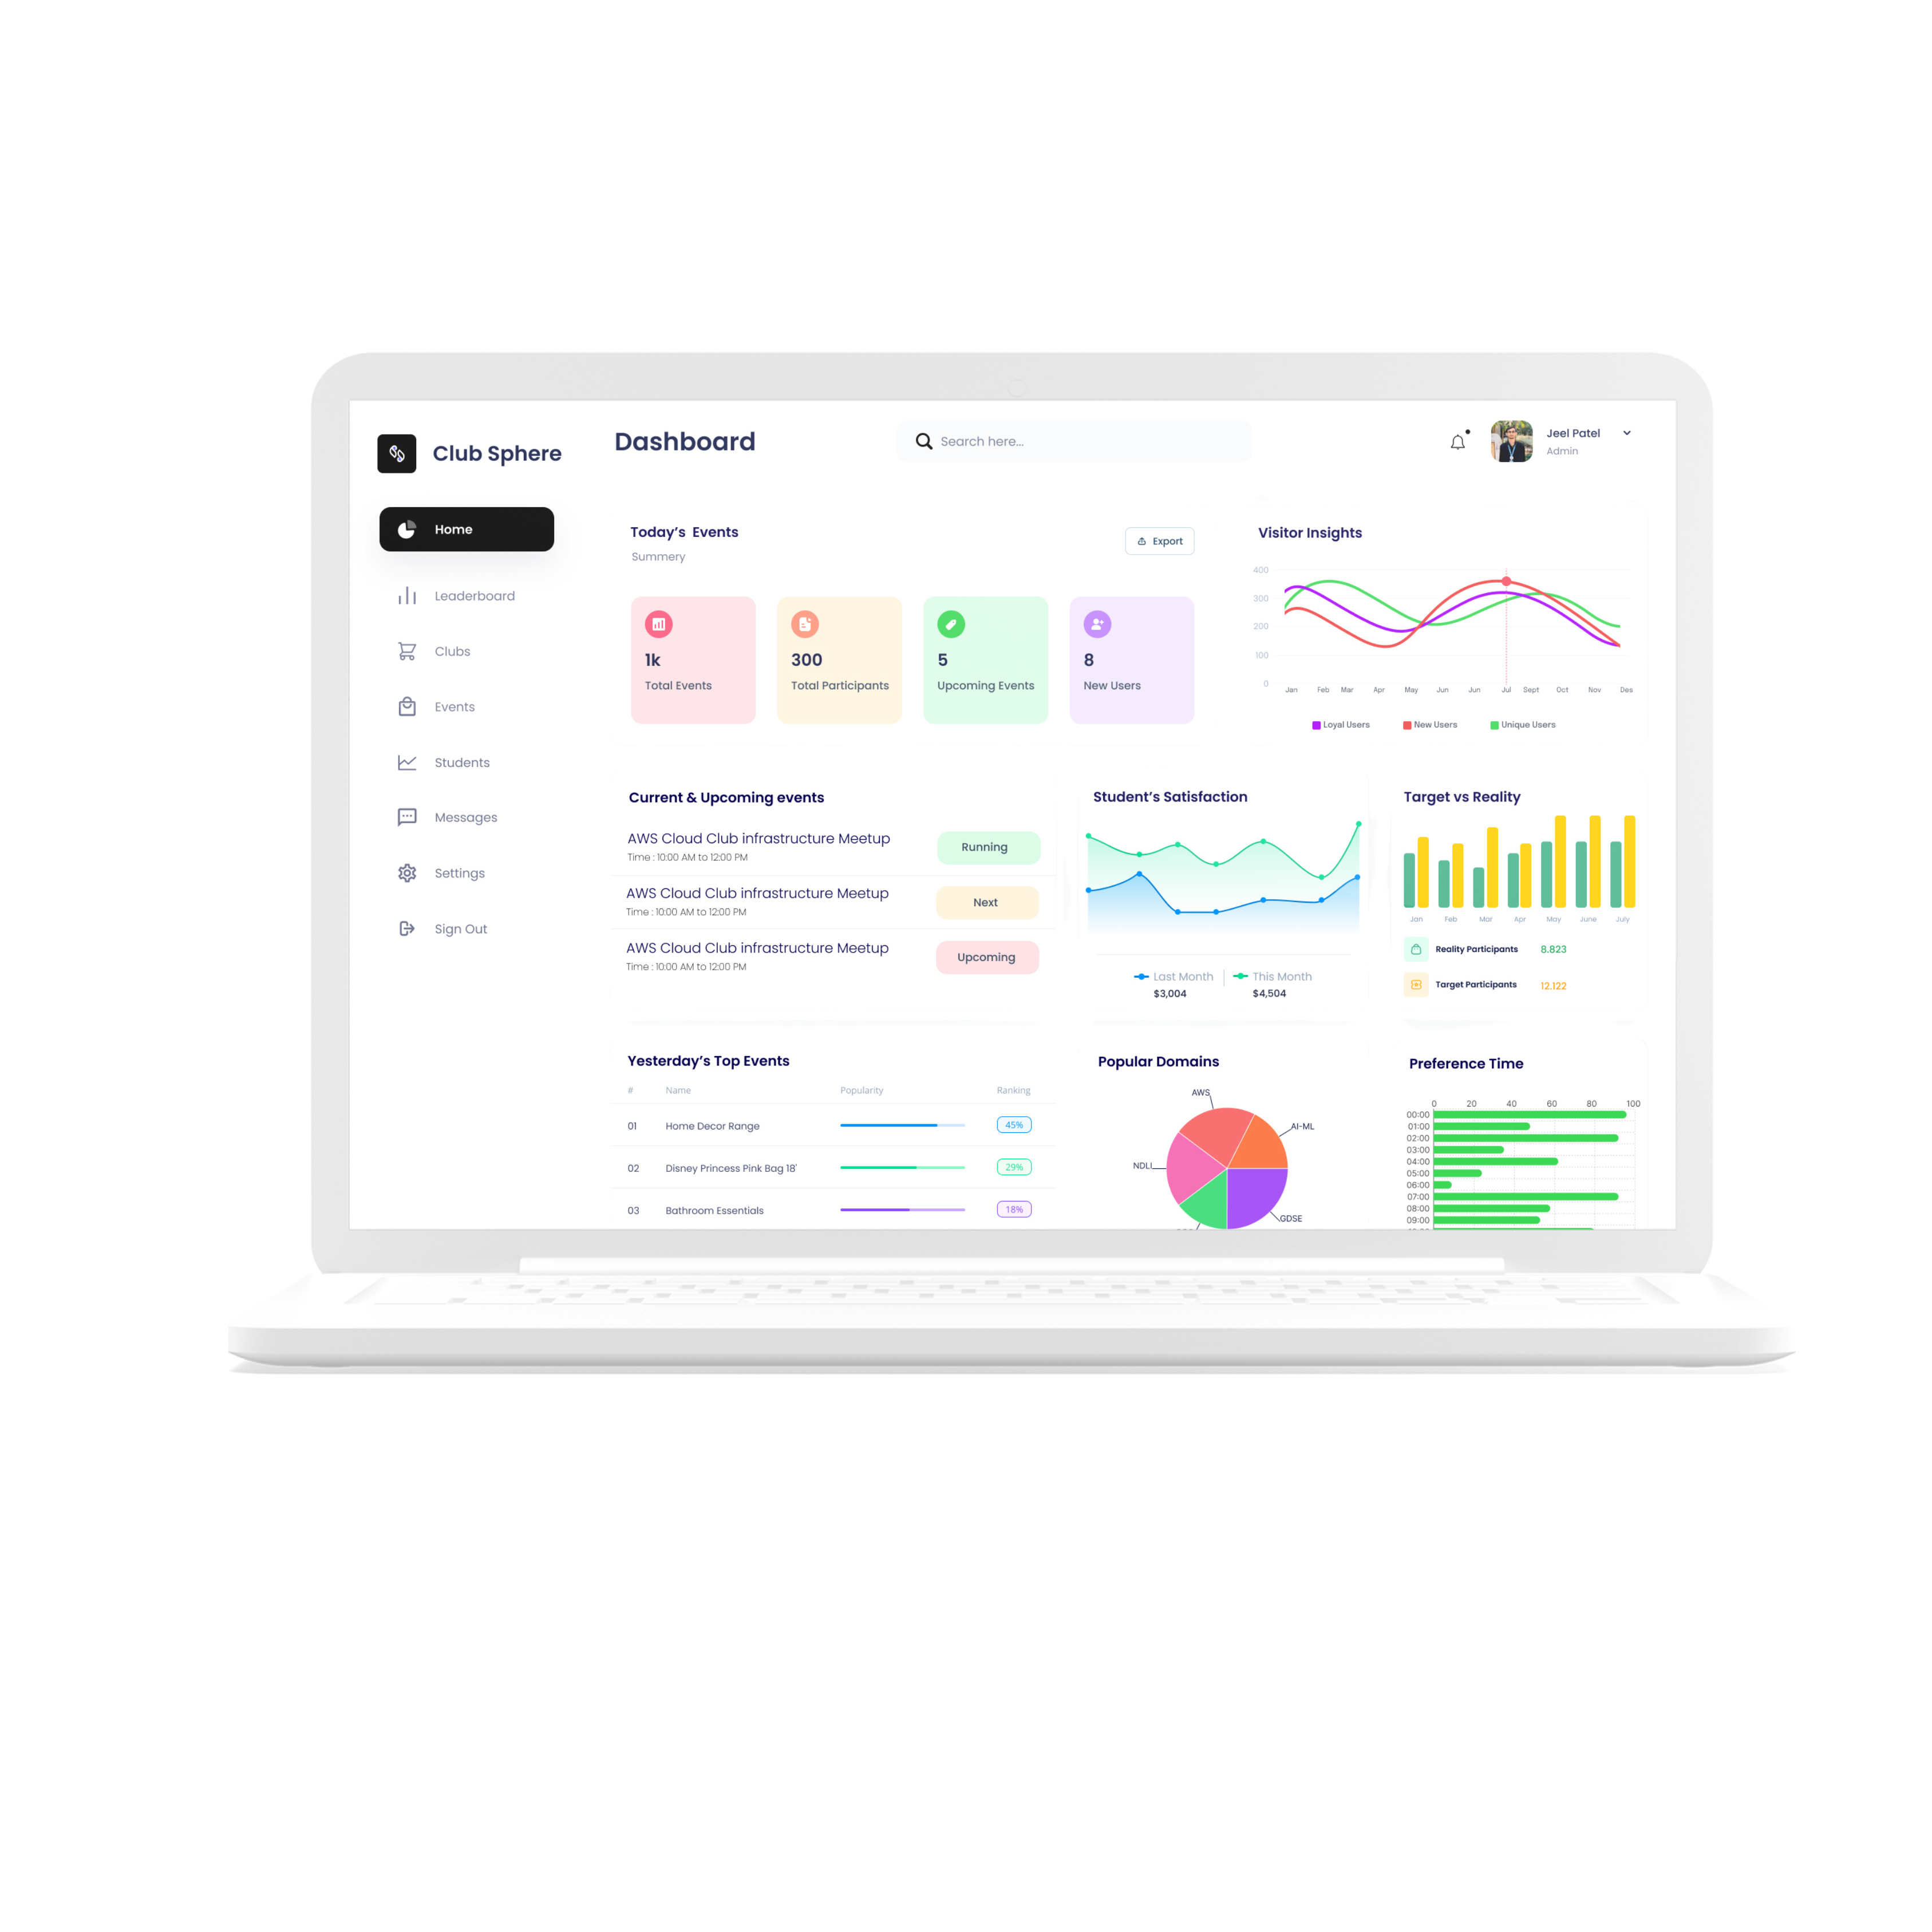 Club Sphere
Dashboard
Search here...
Jeel Patel
Admin
Home
Leaderboard
Clubs
Events
Students
Messages
Settings
Sign Out
Today's Events
Summery
Export
1k
Total Events
300
Total Participants
5
Upcoming Events
8
New Users
Visitor Insights
400
300
200
100
0
Jan Feb Mar Apr May Jun Jun Jul Sept Oct Nov Des
Loyal Users New Users Unique Users
Current & Upcoming events
AWS Cloud Club infrastructure Meetup
Time : 10:00 AM to 12:00 PM
Running
AWS Cloud Club infrastructure Meetup
Time : 10:00 AM to 12:00 PM
Next
AWS Cloud Club infrastructure Meetup
Time : 10:00 AM to 12:00 PM
Upcoming
Student's Satisfaction
Last Month This Month
$3,004 $4,504
Target vs Reality
Jan Feb Mar Apr May June July
Reality Participants 8.823
Target Participants 12.122
Yesterday's Top Events
# Name Popularity Ranking
01 Home Decor Range 45%
02 Disney Princess Pink Bag 18' 29%
03 Bathroom Essentials 18%
Popular Domains
AWS
AI-ML
NDLI
GDSE
Preference Time
0 20 40 60 80 100
00:00
01:00
02:00
03:00
04:00
05:00
06:00
07:00
08:00
09:00